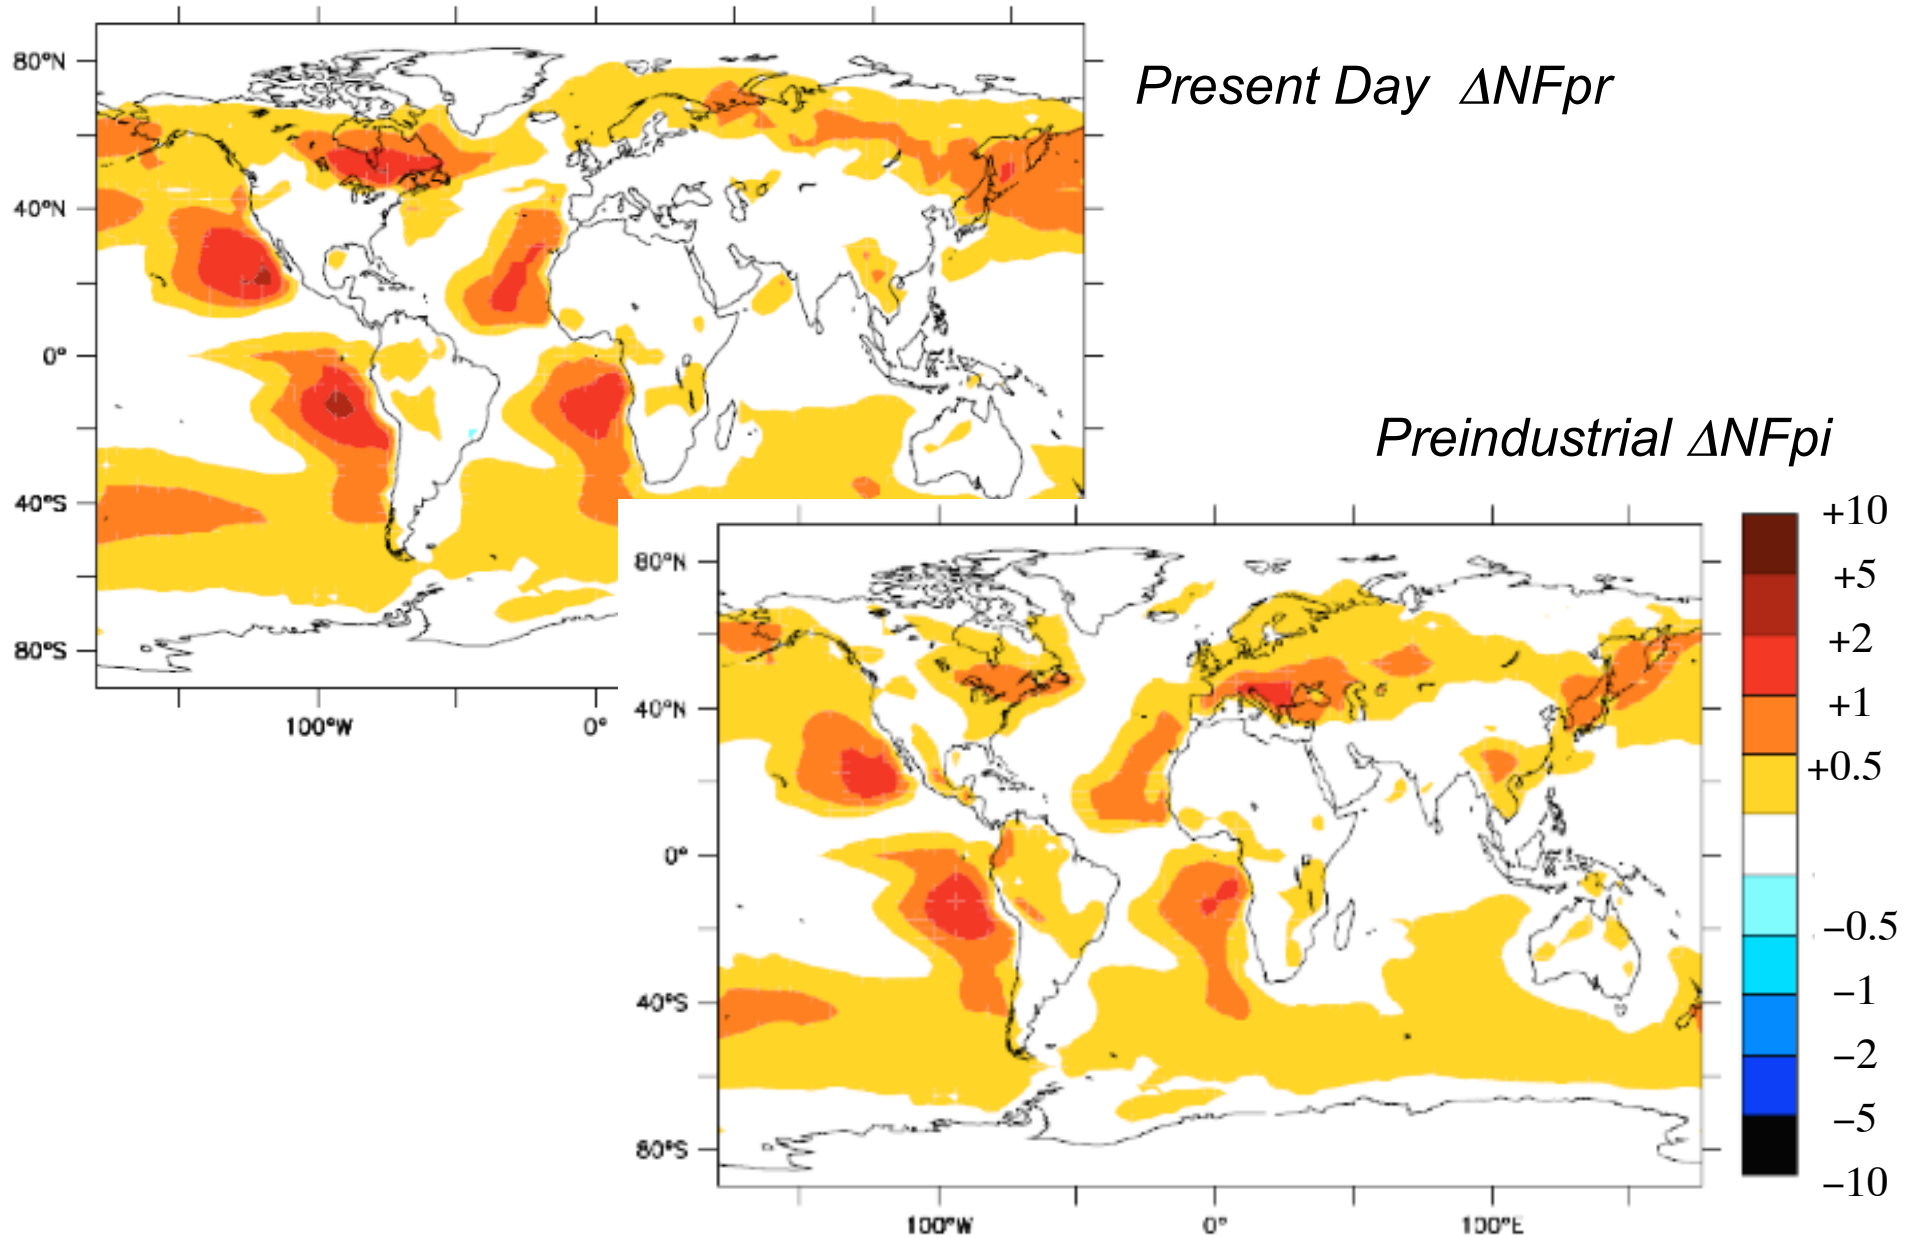 Present Day ΔNFpr
80°N
40°N
0°
40°S
80°S
100°W
0°
Preindustrial ΔNFpi
80°N
40°N
0°
40°S
80°S
100°W
0°
100°E
+10
+5
+2
+1
+0.5
−0.5
−1
−2
−5
−10